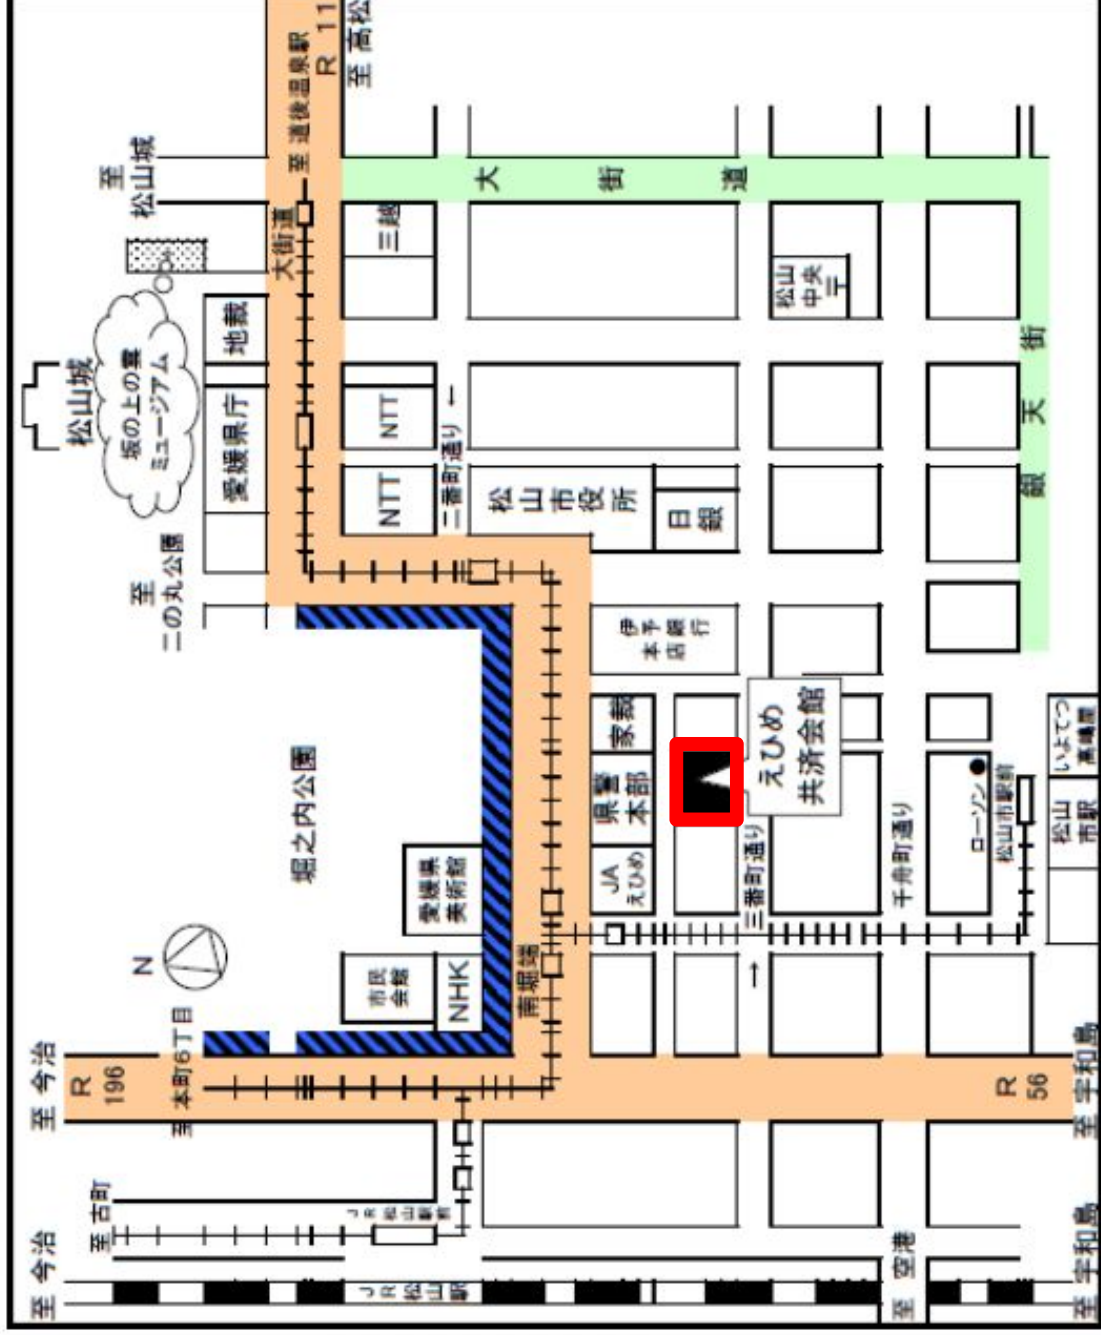 至 今治
R
196
至 本町6丁目
至 古町
至 今治
N
松山城
坂の上の雲
ミュージアム
至
松山城
至
二の丸公園
愛媛県庁
地裁
大街道
至 道後温泉駅
R 11
至 高松
三越
NTT
NTT
二番町通り
←
松山市役所
日銀
大街道
松山
中央
〒
銀天街
堀之内公園
愛媛県
美術館
市民
会館
NHK
南堀端
伊予銀行
本店
家裁
県警
本部
JA
えひめ
えひめ
共済会館
三番町通り
→
千舟町通り
ローソン
松山市駅前
いよてつ
高嶋屋
松山
市駅
JR松山駅前
JR松山駅
至 空港
R
56
至 宇和島
至 宇和島